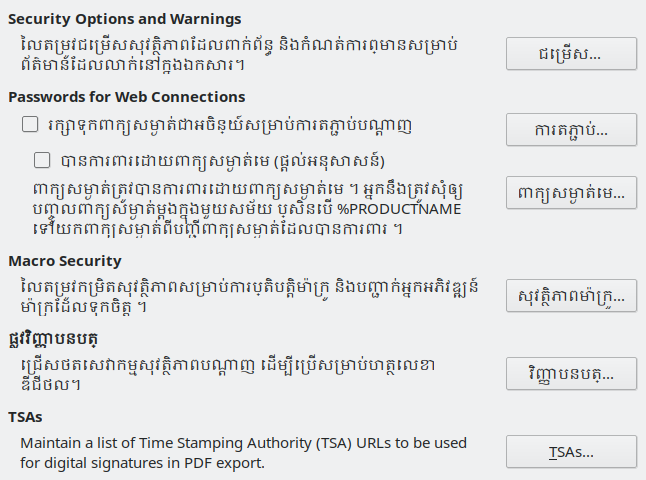 Security Options and Warnings
លៃតម្រូវជម្រើសសុវត្ថិភាពដែលពាក់ព័ន្ធ និងកំណត់ការព្រមានសម្រាប់
ព័ត៌មានដែលលាក់នៅក្នុងឯកសារ។
ជម្រើស...
Passwords for Web Connections
រក្សាទុកពាក្យសម្ងាត់ជាអចិន្ត្រៃយ៍សម្រាប់ការតភ្ជាប់បណ្ដាញ
ការតភ្ជាប់...
បានការពារដោយពាក្យសម្ងាត់មេ (ផ្ដល់អនុសាសន៍)
ពាក្យសម្ងាត់ត្រូវបានការពារដោយពាក្យសម្ងាត់មេ ។ អ្នកនឹងត្រូវសុំឲ្យ
បញ្ចូលពាក្យសម្ងាត់ម្ដងក្នុងមួយសម័យ ប្រសិនបើ %PRODUCTNAME
ទៅយកពាក្យសម្ងាត់ពីបញ្ជីពាក្យសម្ងាត់ដែលបានការពារ ។
ពាក្យសម្ងាត់មេ...
Macro Security
លៃតម្រូវកម្រិតសុវត្ថិភាពសម្រាប់ការប្រតិបត្តិម៉ាក្រូ និងបញ្ជាក់អ្នកអភិវឌ្ឍន៍
ម៉ាក្រូដែលទុកចិត្ត ។
សុវត្ថិភាពម៉ាក្រូ...
ផ្លូវវិញ្ញាបនបត្រ
ជ្រើសថតសេវាកម្មសុវត្ថិភាពបណ្ដាញ ដើម្បីប្រើសម្រាប់ហត្ថលេខា
ឌីជីថល។
វិញ្ញាបនបត្រ...
TSAs
Maintain a list of Time Stamping Authority (TSA) URLs to be used
for digital signatures in PDF export.
TSAs...